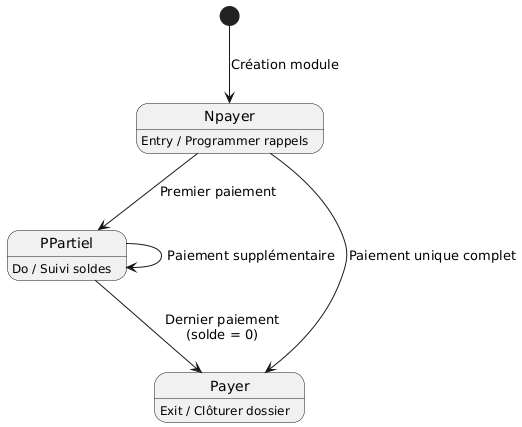 Création module
Npayer
Entry / Programmer rappels
Premier paiement
PPartiel
Do / Suivi soldes
Paiement supplémentaire
Paiement unique complet
Dernier paiement
(solde = 0)
Payer
Exit / Clôturer dossier